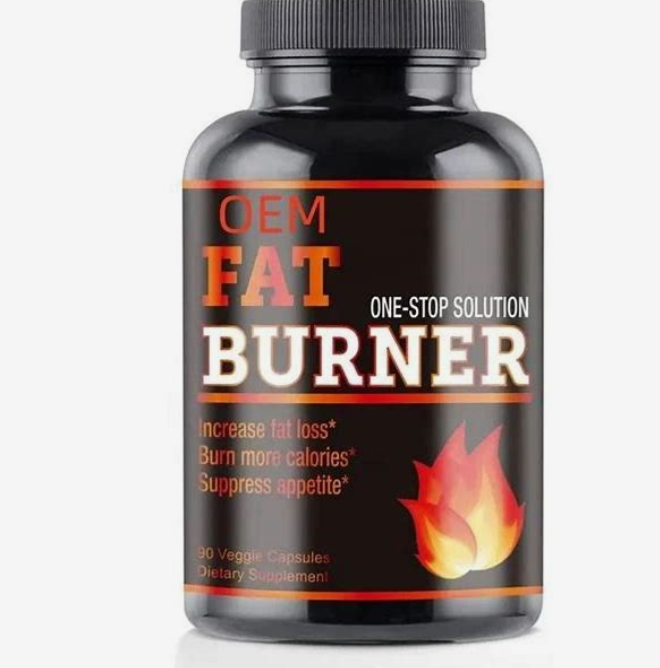 OEM
FAT
ONE-STOP SOLUTION
BURNER
Increase fat loss*
Burn more calories*
Suppress appetite*
90 Veggie Capsules
Dietary Supplement